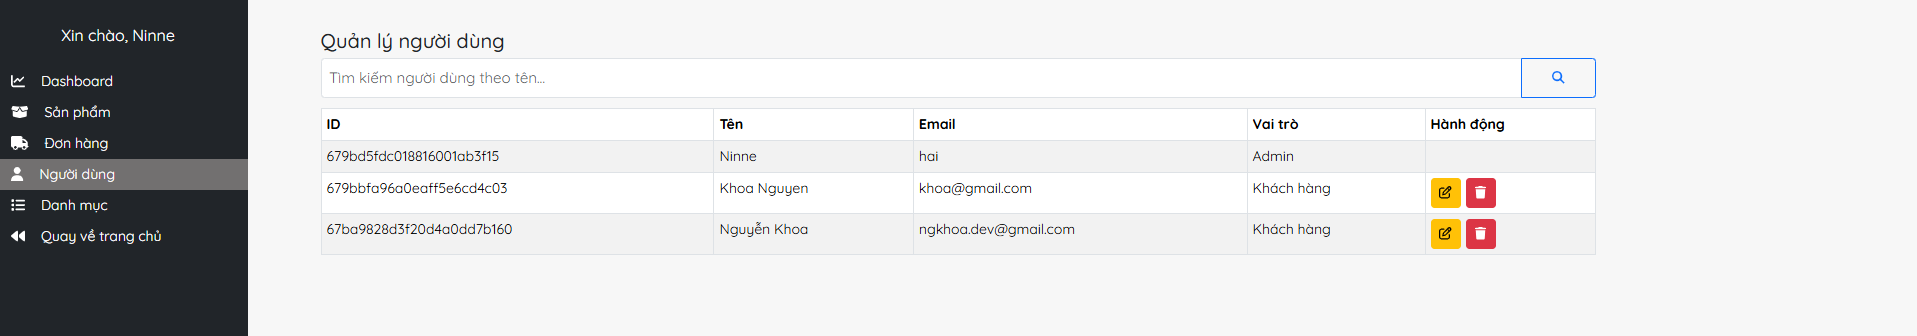 Xin chào, Ninne
Dashboard
Sản phẩm
Đơn hàng
Người dùng
Danh mục
Quay về trang chủ
Quản lý người dùng
Tìm kiếm người dùng theo tên...
ID Tên Email Vai trò Hành động
679bd5fdc018816001ab3f15 Ninne hai Admin
679bbfa96a0eaff5e6cd4c03 Khoa Nguyen khoa@gmail.com Khách hàng
67ba9828d3f20d4a0dd7b160 Nguyễn Khoa ngkhoa.dev@gmail.com Khách hàng